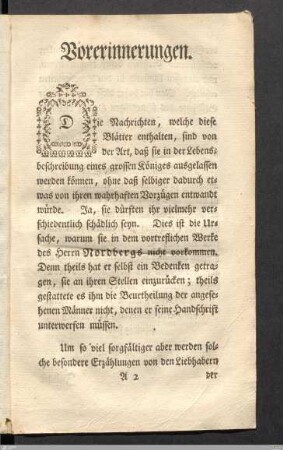 Vorerinnerungen.
Die Nachrichten, welche diese
Blätter enthalten, sind von
der Art, daß sie in der Lebens-
beschreibung eines grossen Königes ausgelassen
werden können, ohne daß selbiger dadurch et-
was von ihren wahrhaften Vorzügen entwandt
würde. Ja, sie dürften ihr vielmehr ver-
schiedentlich schädlich seyn. Dies ist die Ur-
sache, warum sie in dem vortreflichen Werke
des Herrn Nordbergs nicht vorkommen.
Denn theils hat er selbst ein Bedenken getra-
gen, sie an ihren Stellen einzurücken; theils
gestattete es ihm die Beurtheilung der angese-
henen Männer nicht, denen er seine Handschrift
unterwerfen müssen.
Um so viel sorgfältiger aber werden sol-
che besondere Erzählungen von den Liebhabern
A 2 der